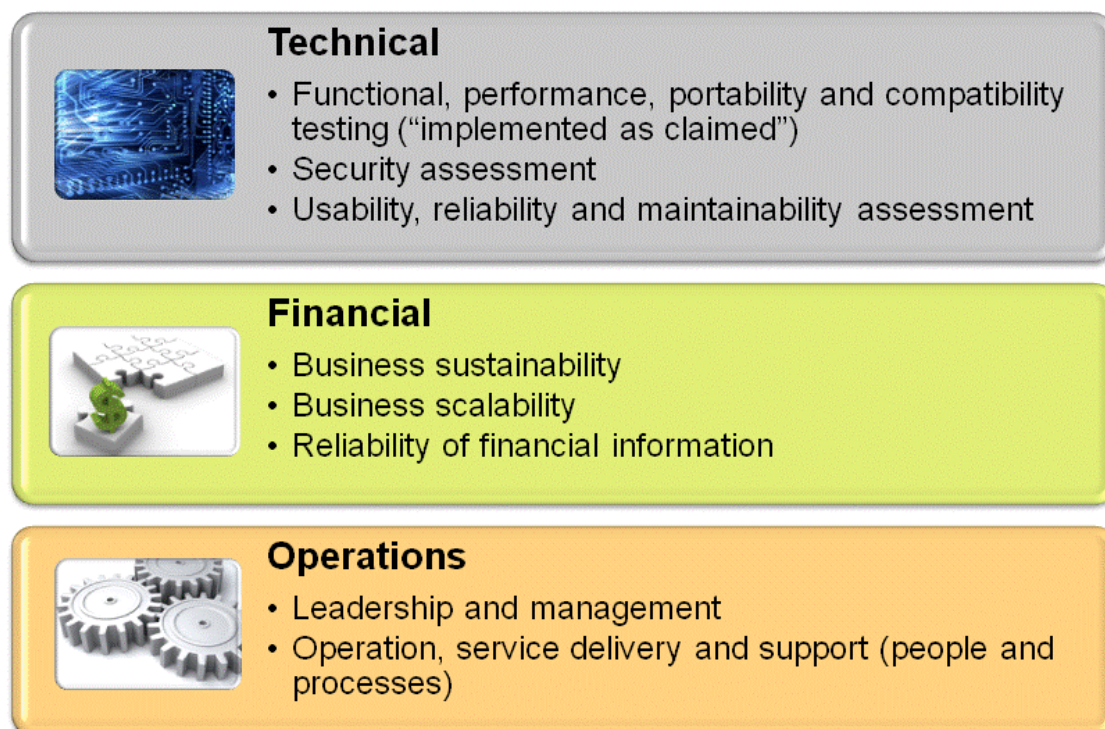 Technical
• Functional, performance, portability and compatibility
testing (“implemented as claimed”)
• Security assessment
• Usability, reliability and maintainability assessment
Financial
• Business sustainability
• Business scalability
• Reliability of financial information
Operations
• Leadership and management
• Operation, service delivery and support (people and
processes)